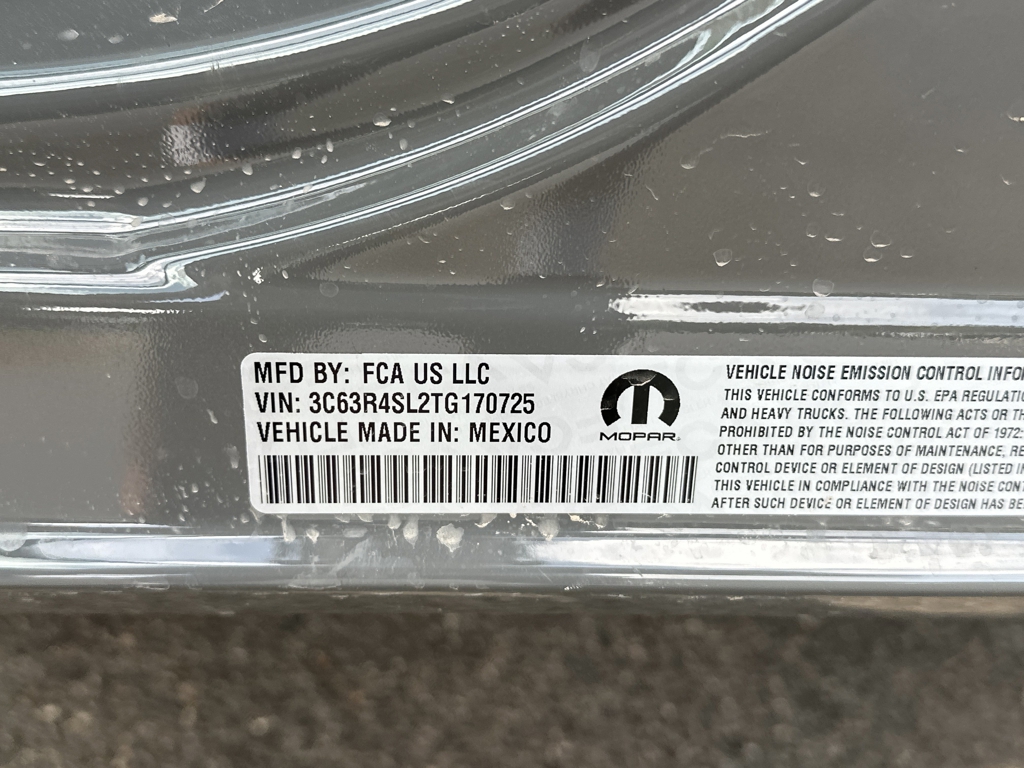 MFD BY: FCA US LLC
VIN: 3C63R4SL2TG170725
VEHICLE MADE IN: MEXICO
MOPAR
VEHICLE NOISE EMISSION CONTROL INFO
THIS VEHICLE CONFORMS TO U.S. EPA REGULATIO
AND HEAVY TRUCKS. THE FOLLOWING ACTS OR TH
PROHIBITED BY THE NOISE CONTROL ACT OF 1972:
OTHER THAN FOR PURPOSES OF MAINTENANCE, RE
CONTROL DEVICE OR ELEMENT OF DESIGN (LISTED IN
THIS VEHICLE IN COMPLIANCE WITH THE NOISE CONT
AFTER SUCH DEVICE OR ELEMENT OF DESIGN HAS BE